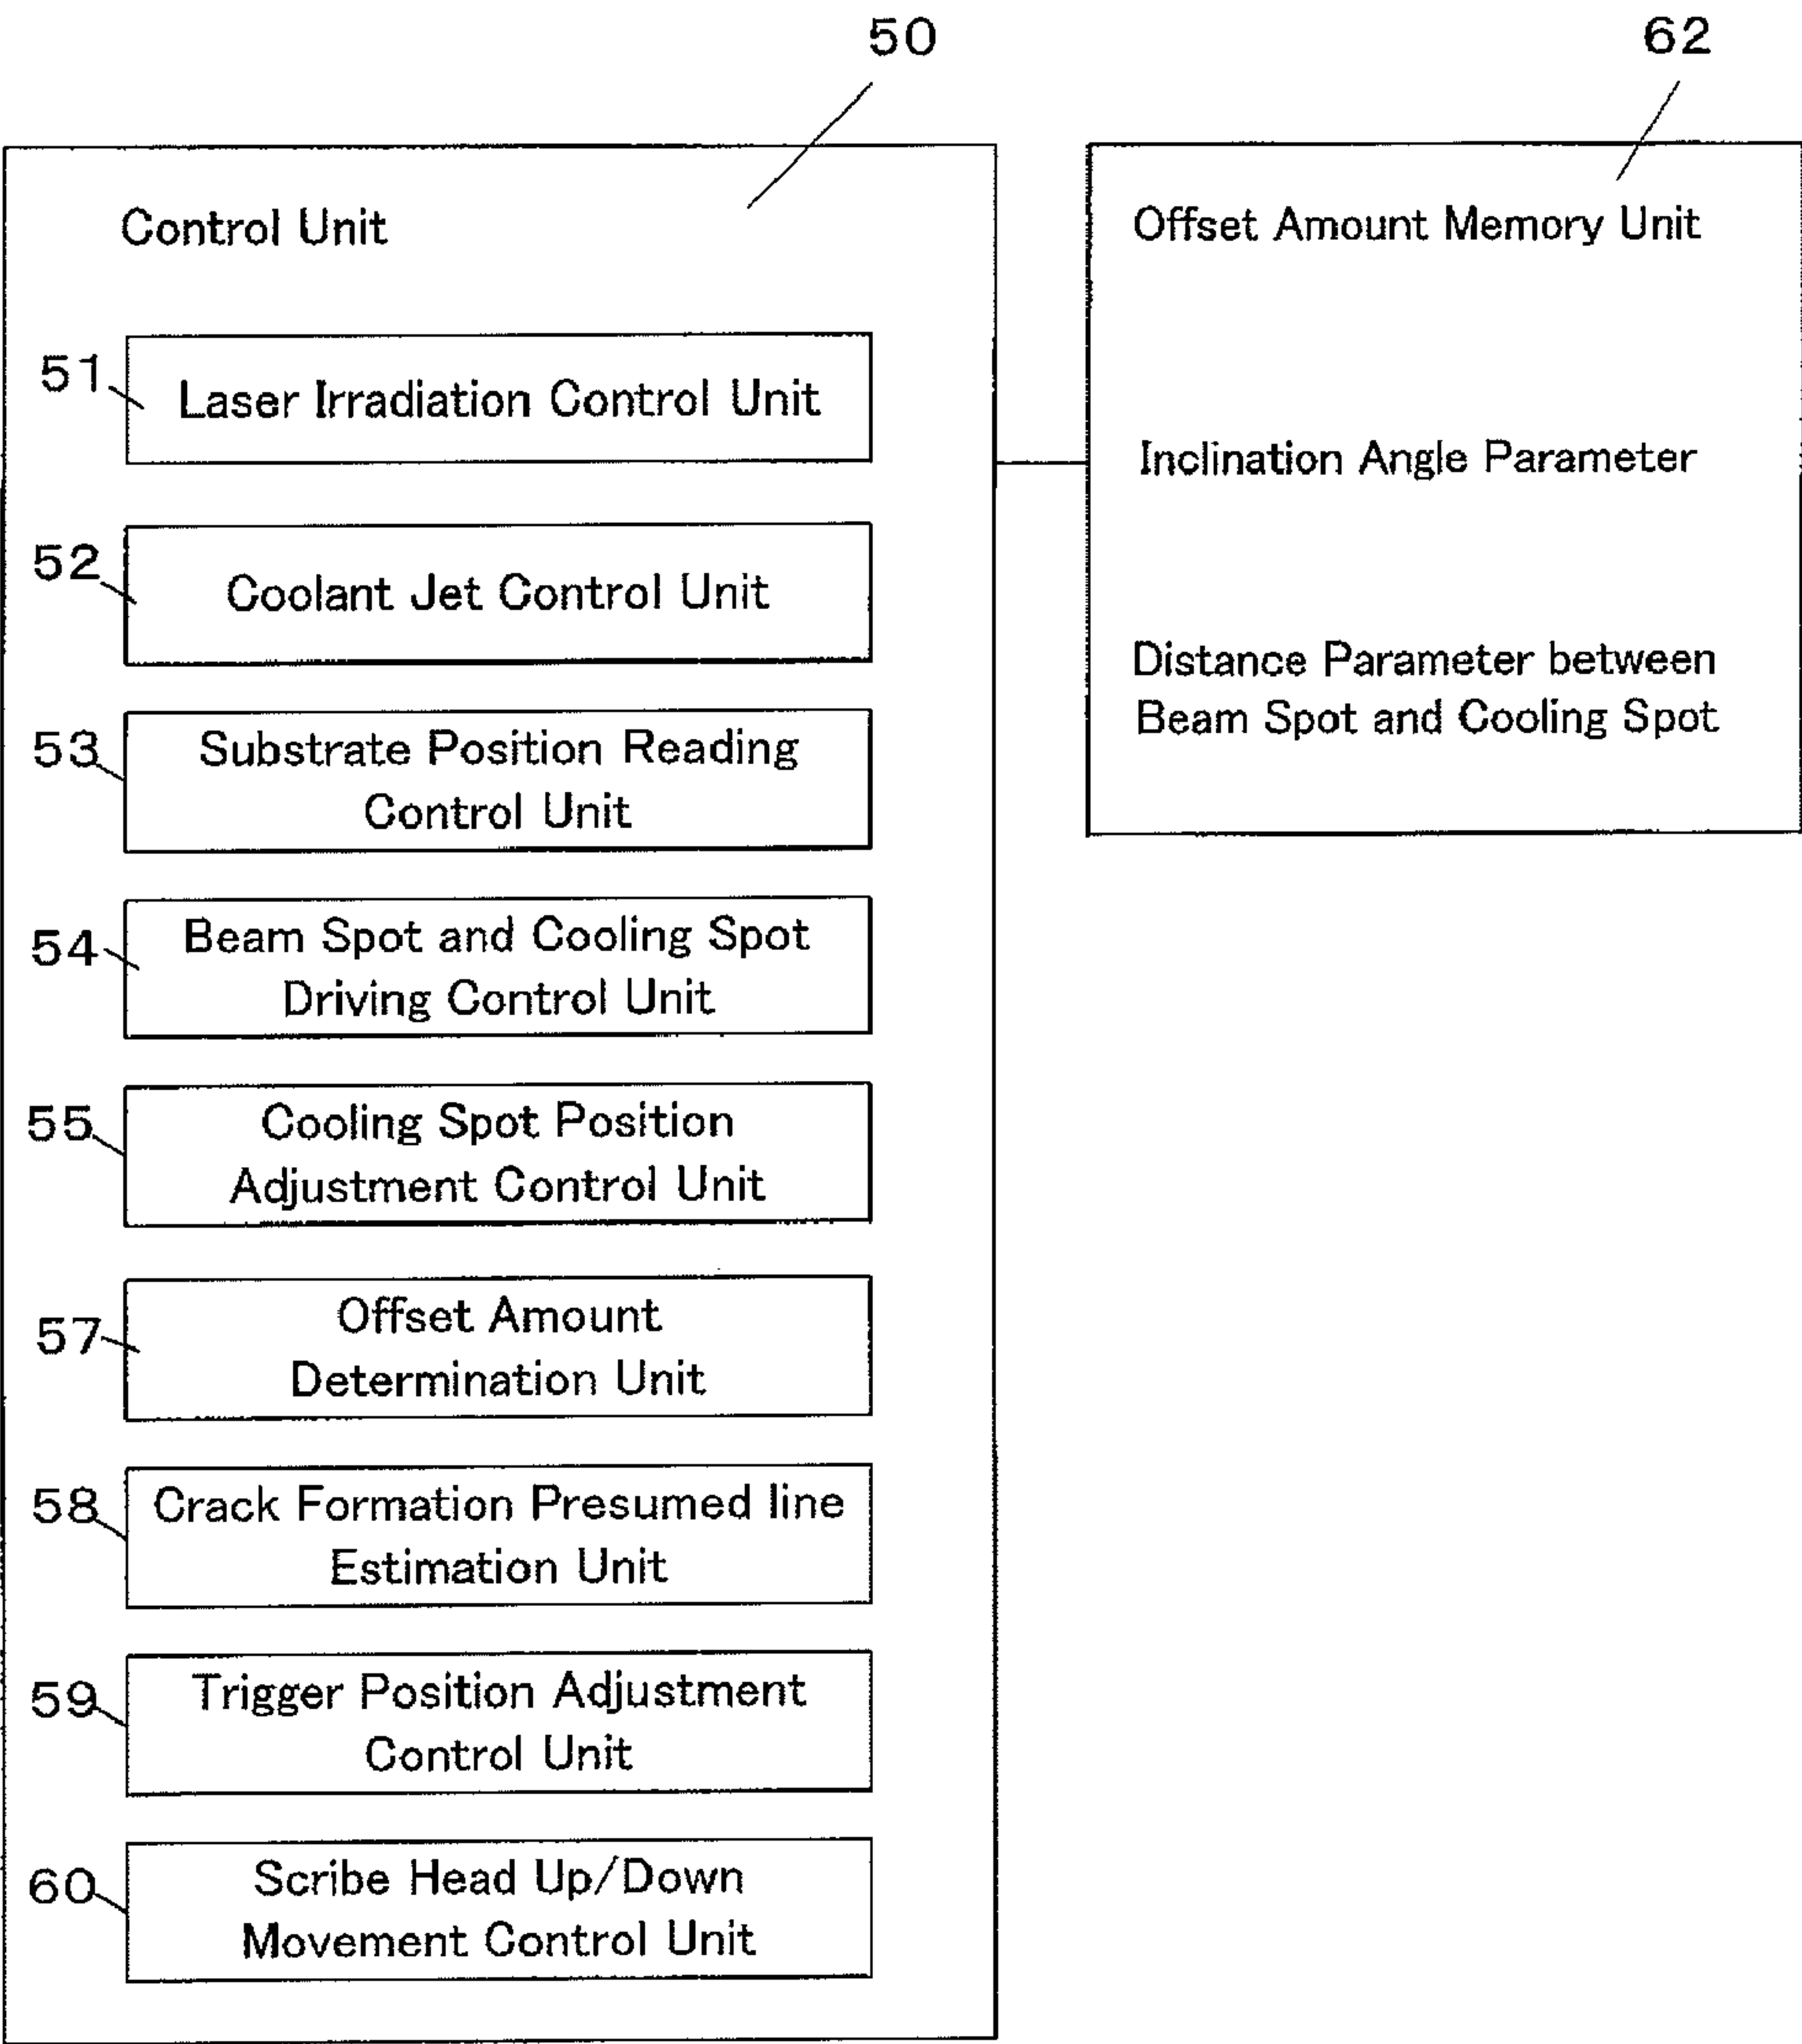 50
62
Control Unit
51
Laser Irradiation Control Unit
52
Coolant Jet Control Unit
53
Substrate Position Reading
Control Unit
54
Beam Spot and Cooling Spot
Driving Control Unit
55
Cooling Spot Position
Adjustment Control Unit
57
Offset Amount
Determination Unit
58
Crack Formation Presumed line
Estimation Unit
59
Trigger Position Adjustment
Control Unit
60
Scribe Head Up/Down
Movement Control Unit
Offset Amount Memory Unit
Inclination Angle Parameter
Distance Parameter between
Beam Spot and Cooling Spot